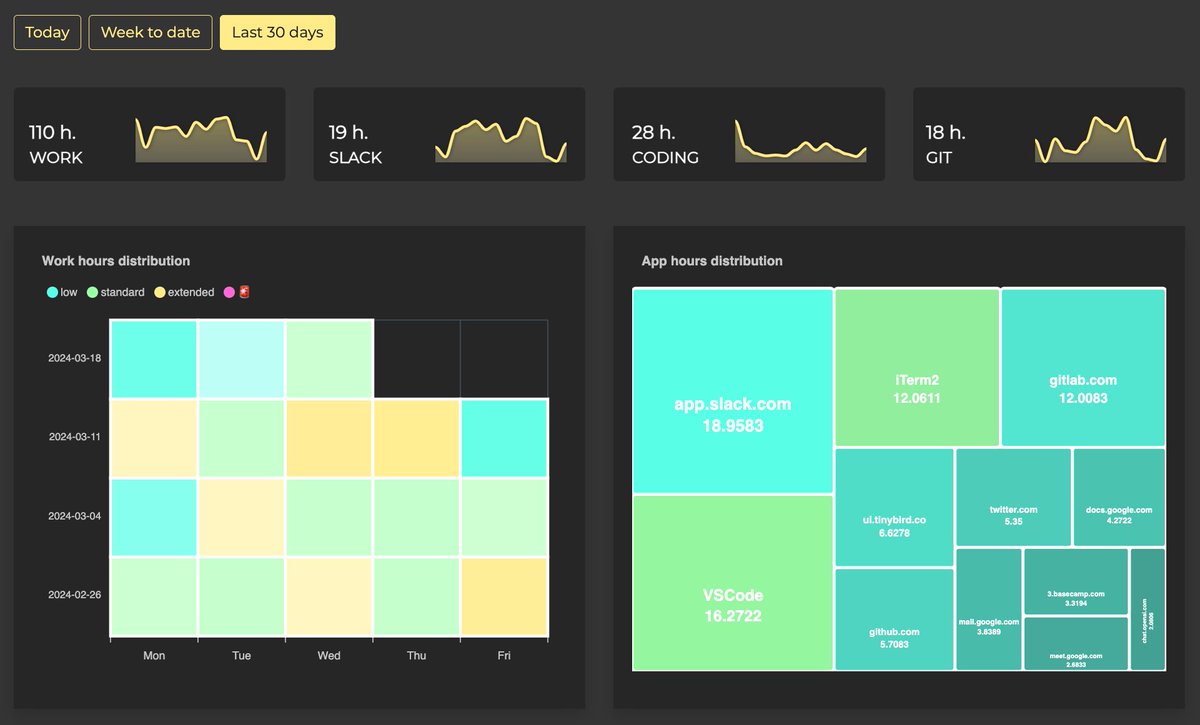 Today
Week to date
Last 30 days
110 h.
WORK
19 h.
SLACK
28 h.
CODING
18 h.
GIT
Work hours distribution
low
standard
extended
2024-03-18
2024-03-11
2024-03-04
2024-02-26
Mon
Tue
Wed
Thu
Fri
App hours distribution
app.slack.com
18.9583
VSCode
16.2722
iTerm2
12.0611
gitlab.com
12.0083
ui.tinybird.co
6.6278
github.com
5.7083
twitter.com
5.35
docs.google.com
4.2722
mail.google.com
3.8389
3.basecamp.com
3.3194
meet.google.com
2.6833
chat.openai.com